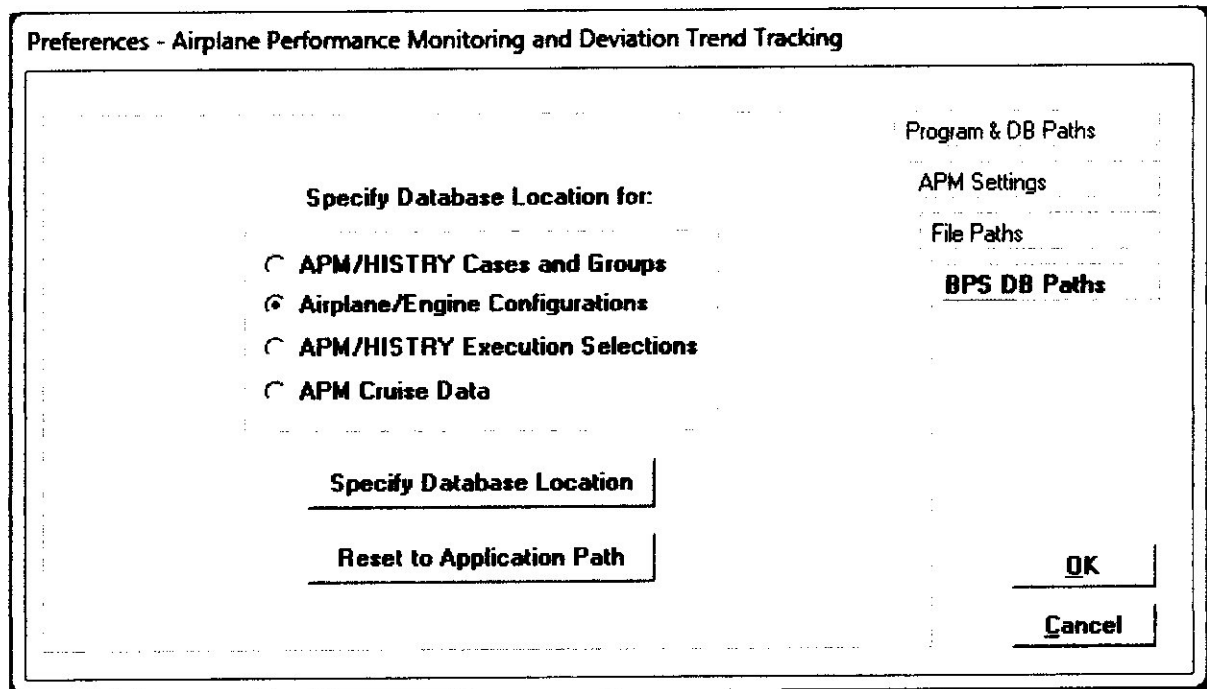 Preferences - Airplane Performance Monitoring and Deviation Trend Tracking
Program & DB Paths
APM Settings
File Paths
BPS DB Paths
Specify Database Location for:
APM/HISTRY Cases and Groups
Airplane/Engine Configurations
APM/HISTRY Execution Selections
APM Cruise Data
Specify Database Location
Reset to Application Path
OK
Cancel